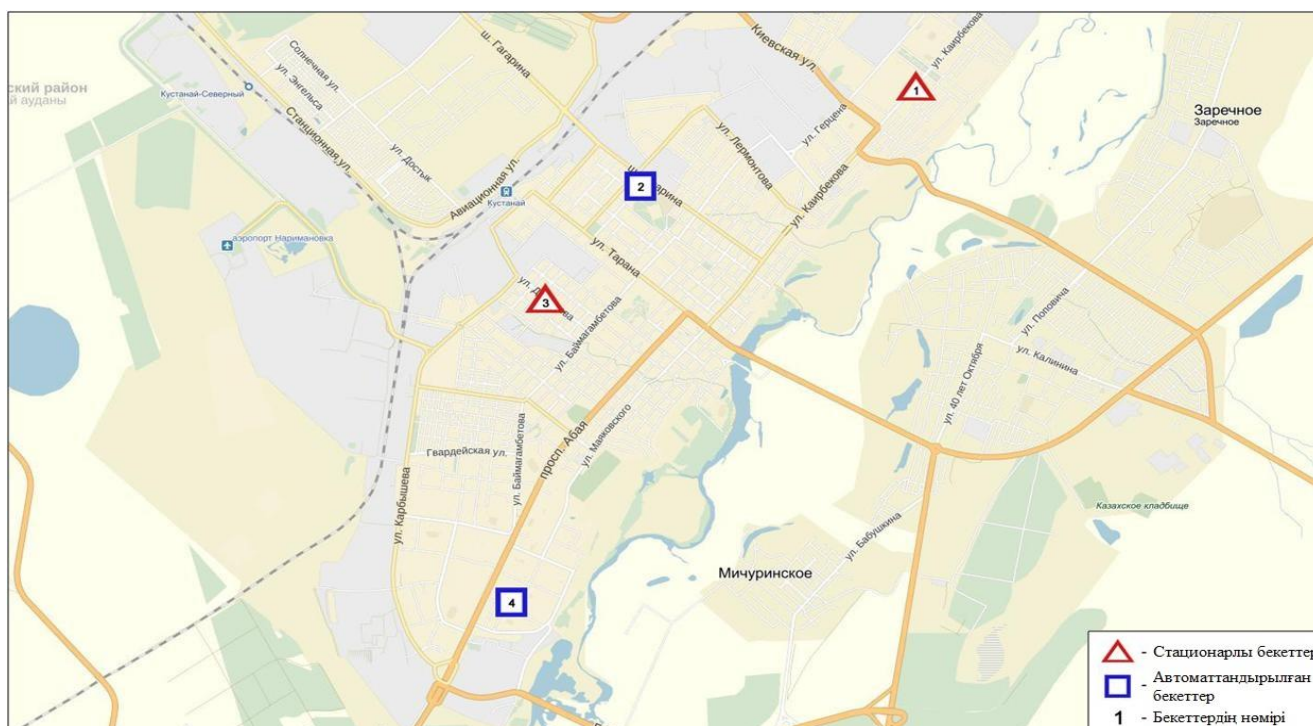 ский район
й ауданы
Кустанай-Северный
Солнечная ул.
ул. Энгельса
Станционная ул.
ул. Достык
ш. Гагарина
Авиационная ул.
Кустанай
аэропорт Наримановка
Киевская ул.
ул. Каирбекова
1
ул. Герцена
ул. Лермонтова
ул. Каирбекова
2
ул. Тарана
3
ул. Баймагамбетова
Заречное
Заречное
ул. Поповича
ул. Калинина
ул. 40 лет Октября
просп. Абая
ул. Маяковского
Гвардейская ул.
ул. Баймагамбетова
ул. Карбышева
4
Казахское кладбище
ул. Бабушкина
Мичуринское
- Стационарлы бекеттер
- Автоматтандырылған
бекеттер
1 - Бекеттердің нөмірі